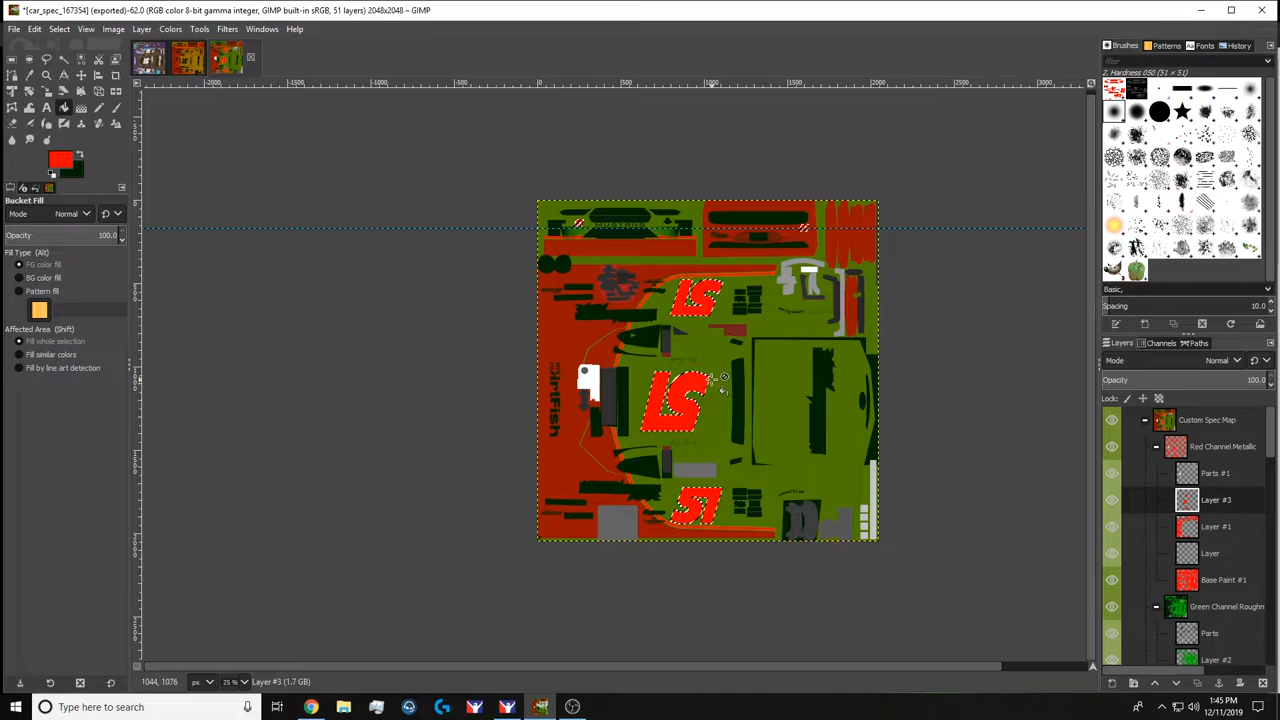 *[car_spec_167354] (exported)-62.0 (RGB color 8-bit gamma integer, GIMP built-in sRGB, 51 layers) 2048x2048 – GIMP
File Edit Select View Image Layer Colors Tools Filters Windows Help
Brushes Patterns Fonts History
filter
2. Hardness 050 (51 × 51)
Bucket Fill
Mode Normal
Opacity 100.0
Fill Type (Alt)
FG color fill
BG color fill
Pattern fill
Affected Area (Shift)
Fill whole selection
Fill similar colors
Fill by line art detection
MUSTANG
51
51
51
DirtFish
Basic,
Spacing 10.0
Layers Channels Paths
Mode Normal
Opacity 100.0
Lock:
Custom Spec Map
Red Channel Metallic
Parts #1
Layer #3
Layer #1
Layer
Base Paint #1
Green Channel Roughn
Parts
Layer #2
1044, 1076 px 25 % Layer #3 (1.7 GB)
Type here to search
1:45 PM
12/11/2019